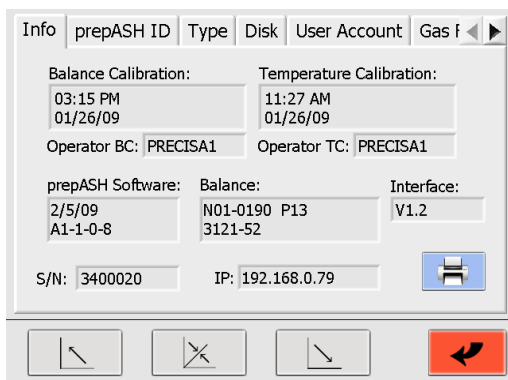 Info prepASH ID Type Disk User Account Gas
Balance Calibration: Temperature Calibration:
03:15 PM 11:27 AM
01/26/09 01/26/09
Operator BC: PRECISA1 Operator TC: PRECISA1
prepASH Software: Balance: Interface:
2/5/09 N01-0190 P13 V1.2
A1-1-0-8 3121-52
S/N: 3400020 IP: 192.168.0.79